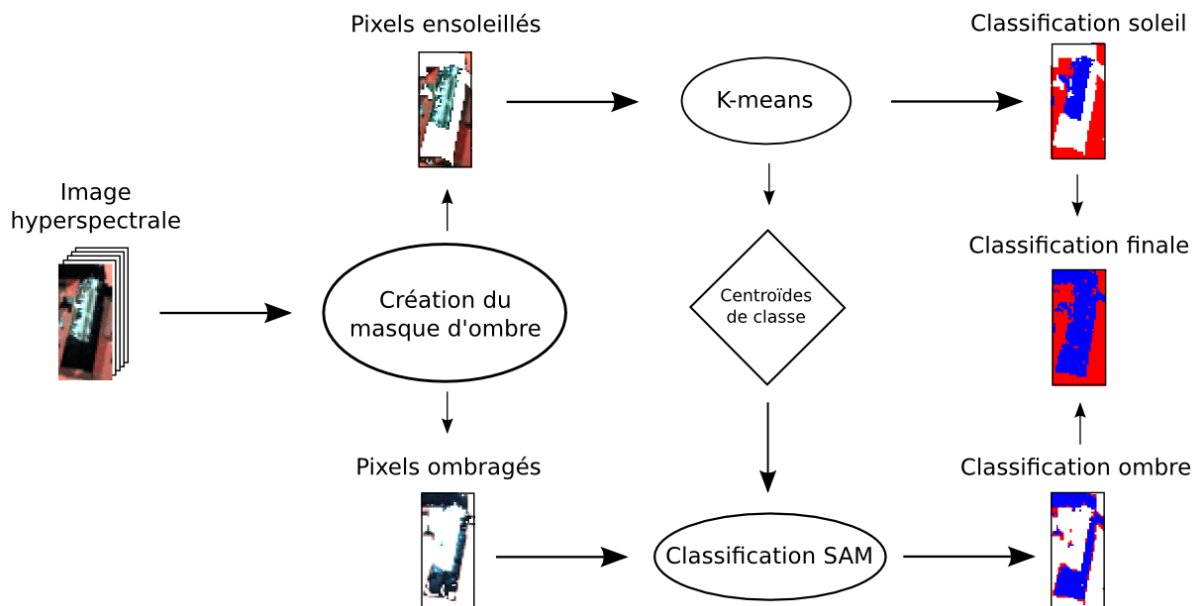 Pixels ensoleillés
Classification soleil
K-means
Image
hyperspectrale
Création du
masque d'ombre
Centroïdes
de classe
Classification finale
Pixels ombragés
Classification ombre
Classification SAM